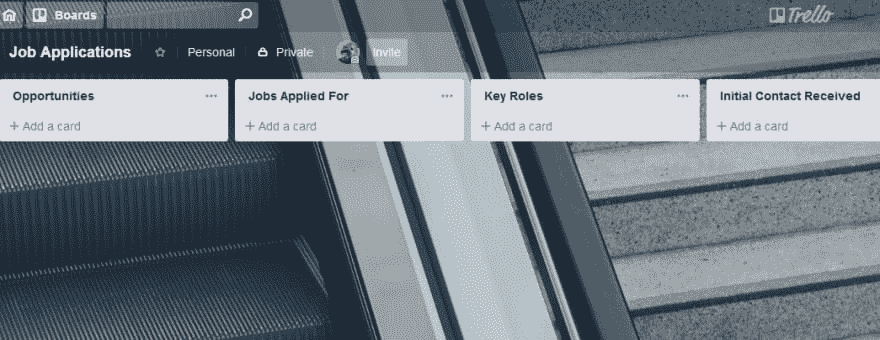 Boards
Trello
Job Applications Personal Private Invite
Opportunities ... Jobs Applied For ... Key Roles ... Initial Contact Received
+ Add a card + Add a card + Add a card + Add a card